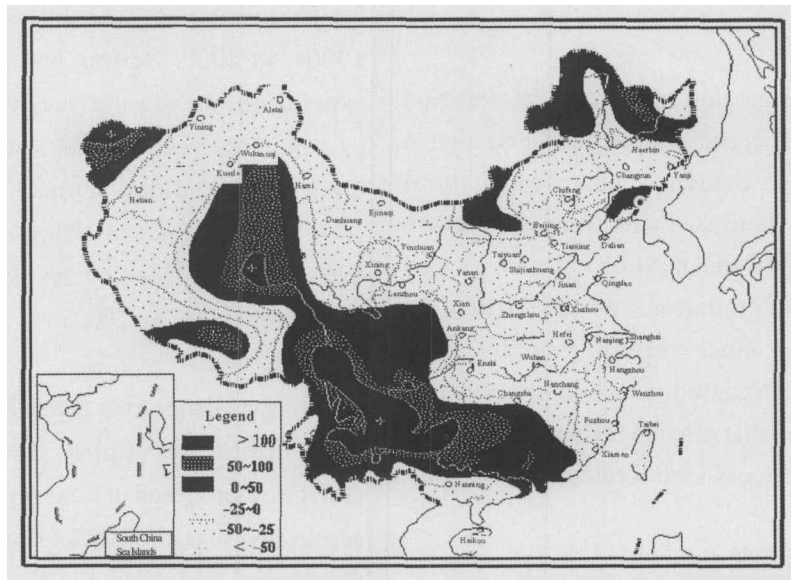 Aletai
Yining
Wulumuqi
Kuerle
Hami
Hetian
Dunhuang
Ejinaqi
Yinchuan
Xining
Lanzhou
Haerbin
Changcun
Yanji
Chifeng
Beijing
Tianjing
Dalian
Taiyuan
Shijiazhuang
Yanan
Jinan
Qingdao
Xian
Zhengzhou
Xuzhou
Ankang
Hefei
Nanjing
Shanghai
Enshi
Wuhan
Hangzhou
Changsha
Nanchang
Wenzhou
Fuzhou
Taibei
Xiamen
Nanning
Haikou
Legend
> 100
50~100
0~50
-25~0
-50~-25
< -50
South China
Sea Islands